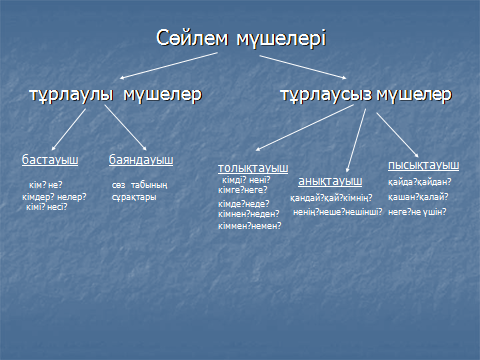 Сөйлем мүшелері
тұрлаулы мүшелер
тұрлаусыз мүшелер
бастауыш
кім? не?
кімдер? нелер?
кімі? несі?
баяндауыш
сөз табының
сұрақтары
толықтауыш
кімді? нені?
кімге?неге?
кімде?неде?
кімнен?неден?
кіммен?немен?
анықтауыш
қандай?қай?кімнің?
ненің?неше?нешінші?
пысықтауыш
қайда?қайдан?
қашан?қалай?
неге?не үшін?